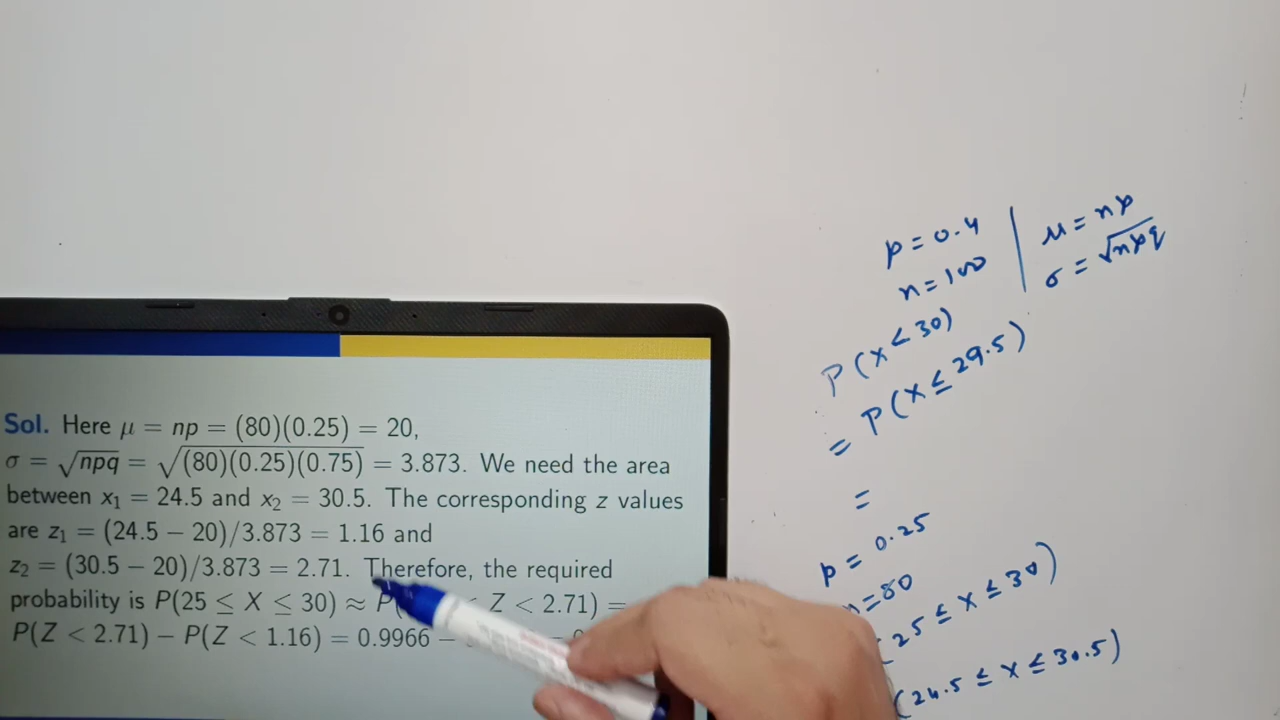 Sol. Here μ = np = (80)(0.25) = 20,
σ = √npq = √(80)(0.25)(0.75) = 3.873. We need the area
between x₁ = 24.5 and x₂ = 30.5. The corresponding z values
are z₁ = (24.5 − 20)/3.873 = 1.16 and
z₂ = (30.5 − 20)/3.873 = 2.71. Therefore, the required
probability is P(25 ≤ X ≤ 30) ≈ P( < Z < 2.71) =
P(Z < 2.71) − P(Z < 1.16) = 0.9966 −
p = 0.4
n = 100
μ = np
σ = √npq
P(X < 30)
= P(X ≤ 29.5)
=
p = 0.25
=80
25 ≤ X ≤ 30)
(24.5 ≤ X ≤ 30.5)